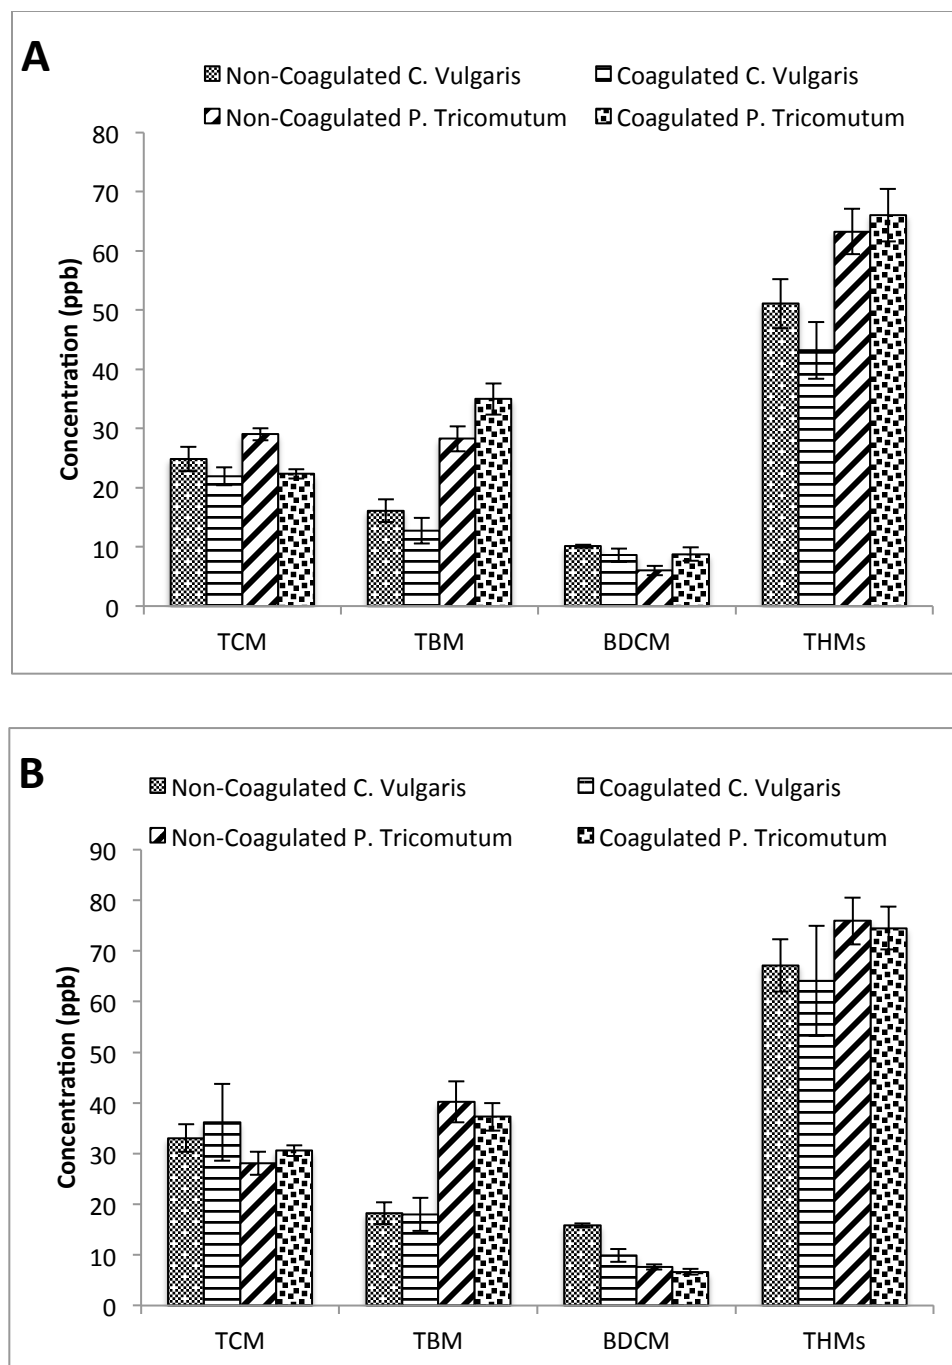 A
Non-Coagulated C. Vulgaris Coagulated C. Vulgaris
Non-Coagulated P. Tricomutum Coagulated P. Tricomutum
80
70
60
50
40
30
20
10
0
Concentration (ppb)
TCM TBM BDCM THMs
B
Non-Coagulated C. Vulgaris Coagulated C. Vulgaris
Non-Coagulated P. Tricomutum Coagulated P. Tricomutum
90
80
70
60
50
40
30
20
10
0
Concentration (ppb)
TCM TBM BDCM THMs